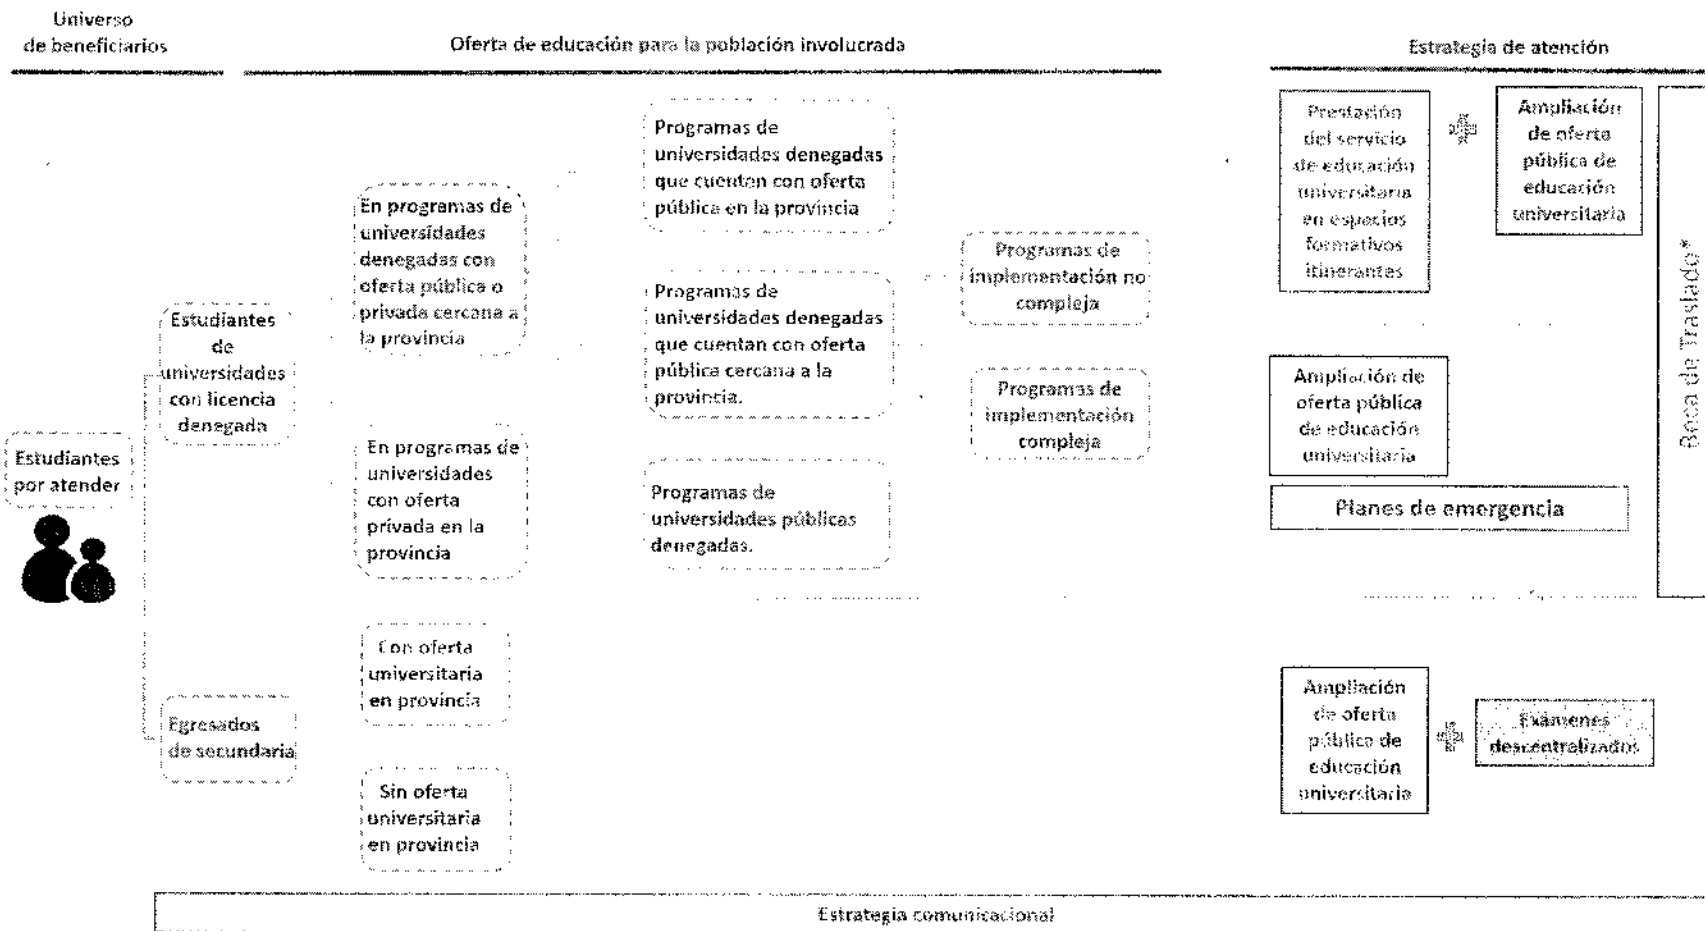 Universo
de beneficiarios
Oferta de educación para la población involucrada
Estrategia de atención
Estudiantes
por atender
Estudiantes
de
universidades
con licencia
denegada
Egresados
de secundaria
En programas de
universidades
denegadas con
oferta pública o
privada cercana a
la provincia
En programas de
universidades
con oferta
privada en la
provincia
Con oferta
universitaria
en provincia
Sin oferta
universitaria
en provincia
Programas de
universidades denegadas
que cuentan con oferta
pública en la provincia
Programas de
universidades denegadas
que cuentan con oferta
pública cercana a la
provincia.
Programas de
universidades públicas
denegadas.
Programas de
implementación no
compleja
Programas de
implementación
compleja
Prestación
del servicio
de educación
universitaria
en espacios
formativos
itinerantes
Ampliación
de oferta
pública de
educación
universitaria
Ampliación de
oferta pública
de educación
universitaria
Planes de emergencia
Beca de Traslado*
Ampliación
de oferta
pública de
educación
universitaria
Exámenes
descentralizados
Estrategia comunicacional